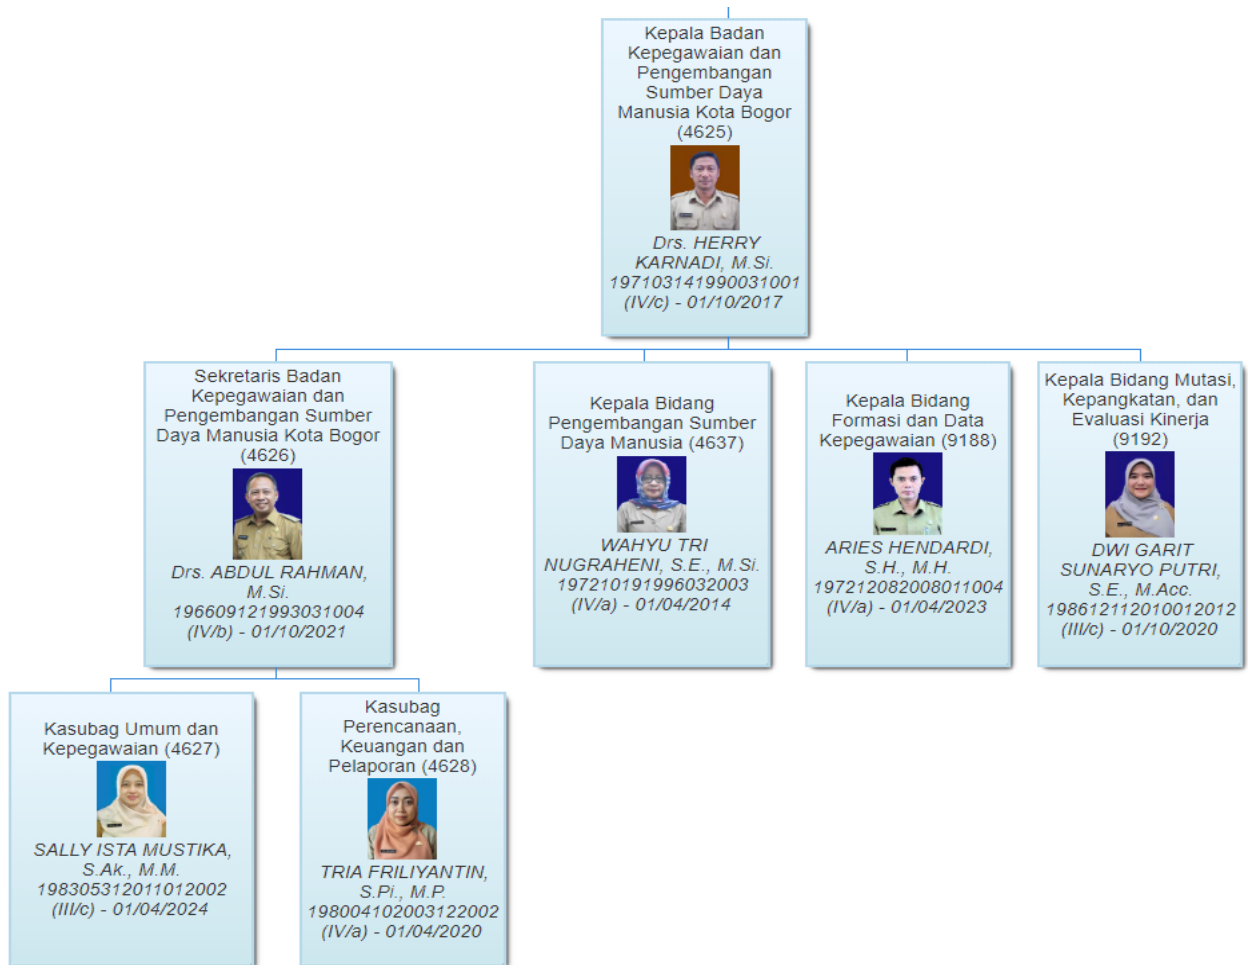 Kepala Badan
Kepegawaian dan
Pengembangan
Sumber Daya
Manusia Kota Bogor
(4625)
Drs. HERRY
KARNADI, M.Si.
197103141990031001
(IV/c) - 01/10/2017
Sekretaris Badan
Kepegawaian dan
Pengembangan Sumber
Daya Manusia Kota Bogor
(4626)
Drs. ABDUL RAHMAN,
M.Si.
196609121993031004
(IV/b) - 01/10/2021
Kepala Bidang
Pengembangan Sumber
Daya Manusia (4637)
WAHYU TRI
NUGRAHENI, S.E., M.Si.
197210191996032003
(IV/a) - 01/04/2014
Kepala Bidang
Formasi dan Data
Kepegawaian (9188)
ARIES HENDARDI,
S.H., M.H.
197212082008011004
(IV/a) - 01/04/2023
Kepala Bidang Mutasi,
Kepangkatan, dan
Evaluasi Kinerja
(9192)
DWI GARIT
SUNARYO PUTRI,
S.E., M.Acc.
198612112010012012
(III/c) - 01/10/2020
Kasubag Umum dan
Kepegawaian (4627)
SALLY ISTA MUSTIKA,
S.Ak., M.M.
198305312011012002
(III/c) - 01/04/2024
Kasubag
Perencanaan,
Keuangan dan
Pelaporan (4628)
TRIA FRILIYANTIN,
S.Pi., M.P.
198004102003122002
(IV/a) - 01/04/2020